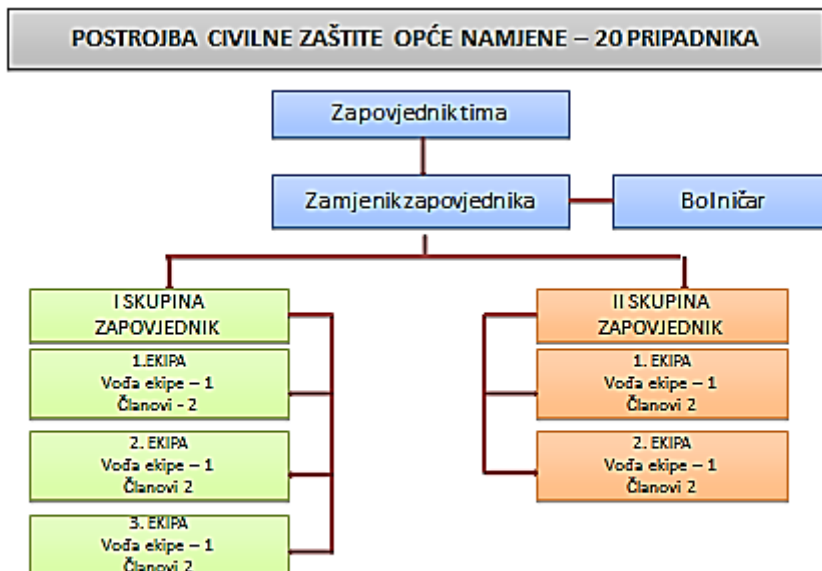 POSTROJBA CIVILNE ZAŠTITE OPĆE NAMJENE – 20 PRIPADNIKA
Zapovjednik tima
Zamjenik zapovjednika
Bolničar
I SKUPINA
ZAPOVJEDNIK
1.EKIPA
Vođa ekipe – 1
Članovi - 2
2. EKIPA
Vođa ekipe – 1
Članovi 2
3. EKIPA
Vođa ekipe – 1
Članovi 2
II SKUPINA
ZAPOVJEDNIK
1. EKIPA
Vođa ekipe – 1
Članovi 2
2. EKIPA
Vođa ekipe – 1
Članovi 2